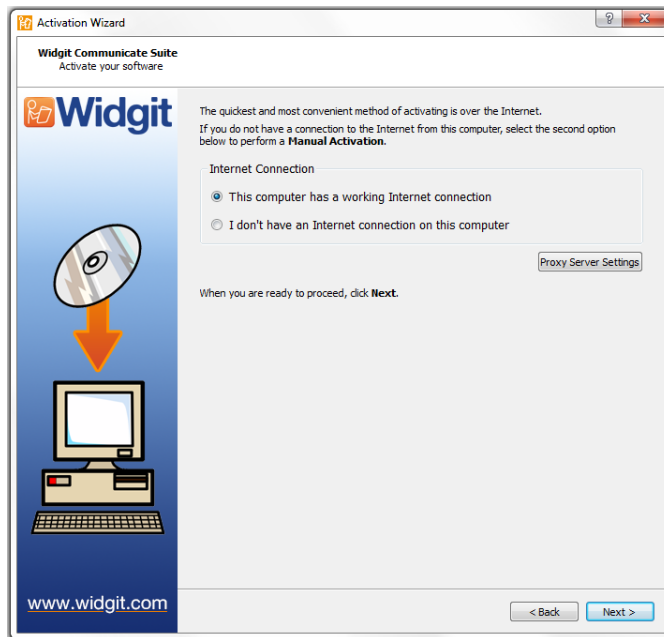 Activation Wizard
Widgit Communicate Suite
Activate your software
Widgit
The quickest and most convenient method of activating is over the Internet.
If you do not have a connection to the Internet from this computer, select the second option
below to perform a Manual Activation.
Internet Connection
This computer has a working Internet connection
I don't have an Internet connection on this computer
Proxy Server Settings
When you are ready to proceed, click Next.
www.widgit.com
< Back
Next >